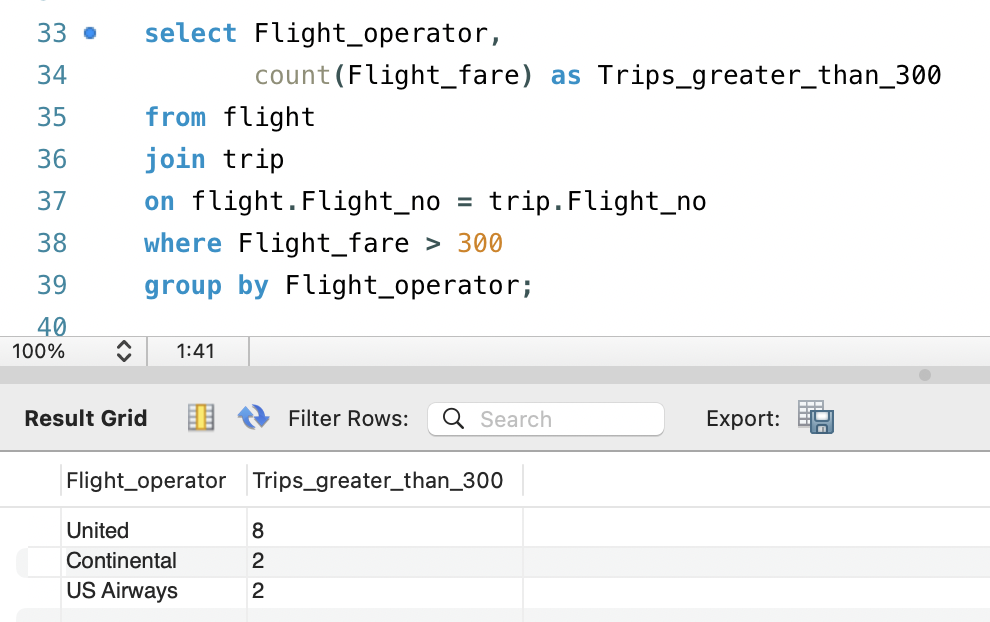 33 select Flight_operator,
34 count(Flight_fare) as Trips_greater_than_300
35 from flight
36 join trip
37 on flight.Flight_no = trip.Flight_no
38 where Flight_fare > 300
39 group by Flight_operator;
40
100% 1:41
Result Grid Filter Rows: Search Export:
Flight_operator Trips_greater_than_300
United 8
Continental 2
US Airways 2